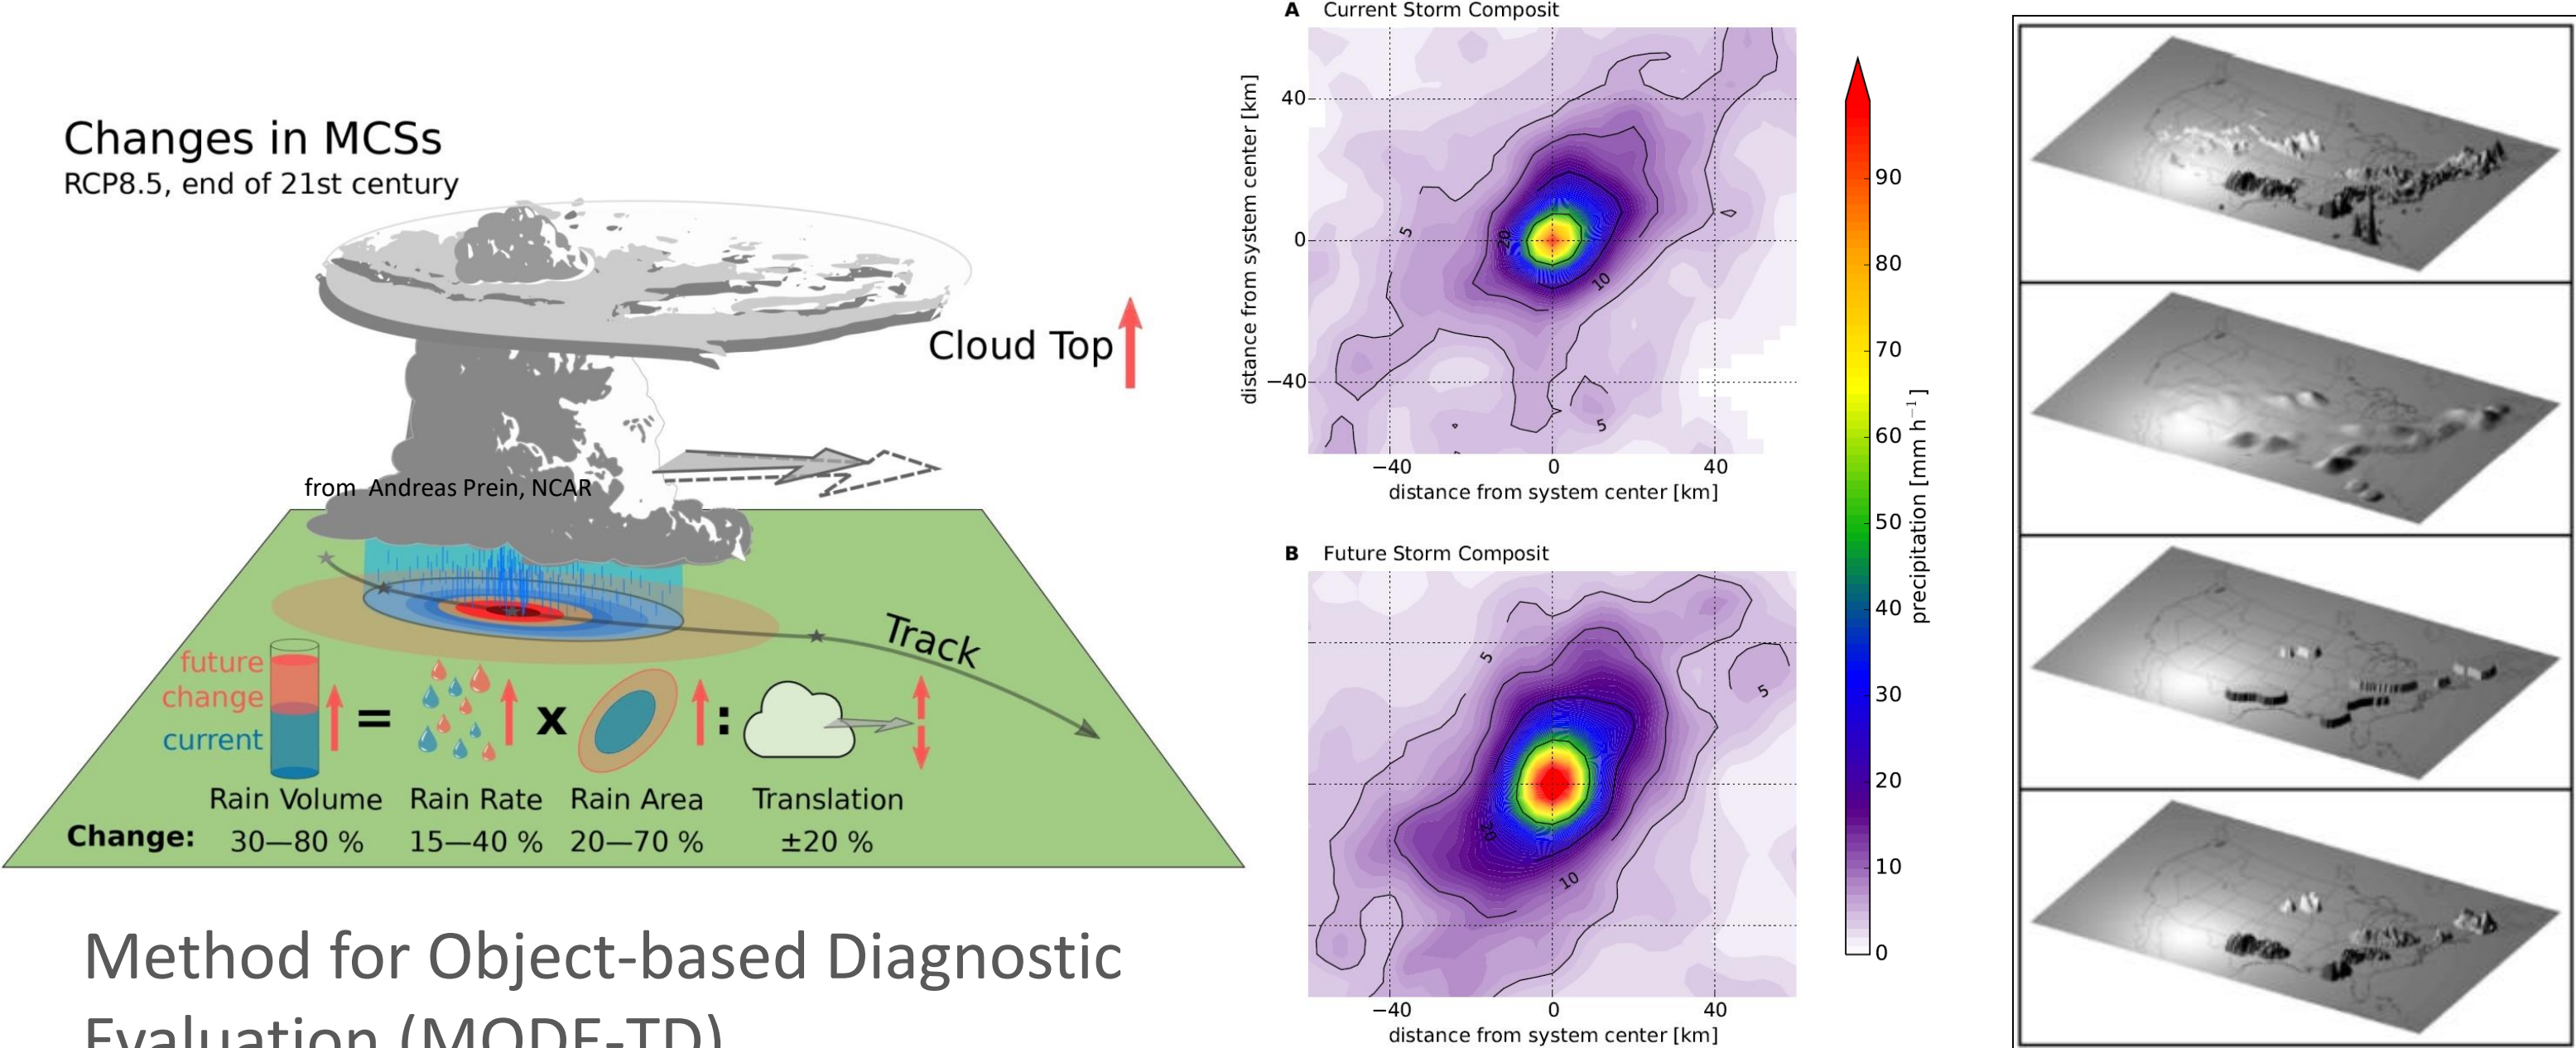 Changes in MCSs
RCP8.5, end of 21st century
Cloud Top
from Andreas Prein, NCAR
Track
future
change
current
=
x
:
Rain Volume Rain Rate Rain Area Translation
Change: 30—80 % 15—40 % 20—70 % ±20 %
Method for Object-based Diagnostic
Evaluation (MODE-TD)
A Current Storm Composit
distance from system center [km]
40
0
−40
5
20
10
5
−40 0 40
distance from system center [km]
B Future Storm Composit
5
5
20
10
−40 0 40
distance from system center [km]
90
80
70
60
50
40
30
20
10
0
precipitation [mm h⁻¹]